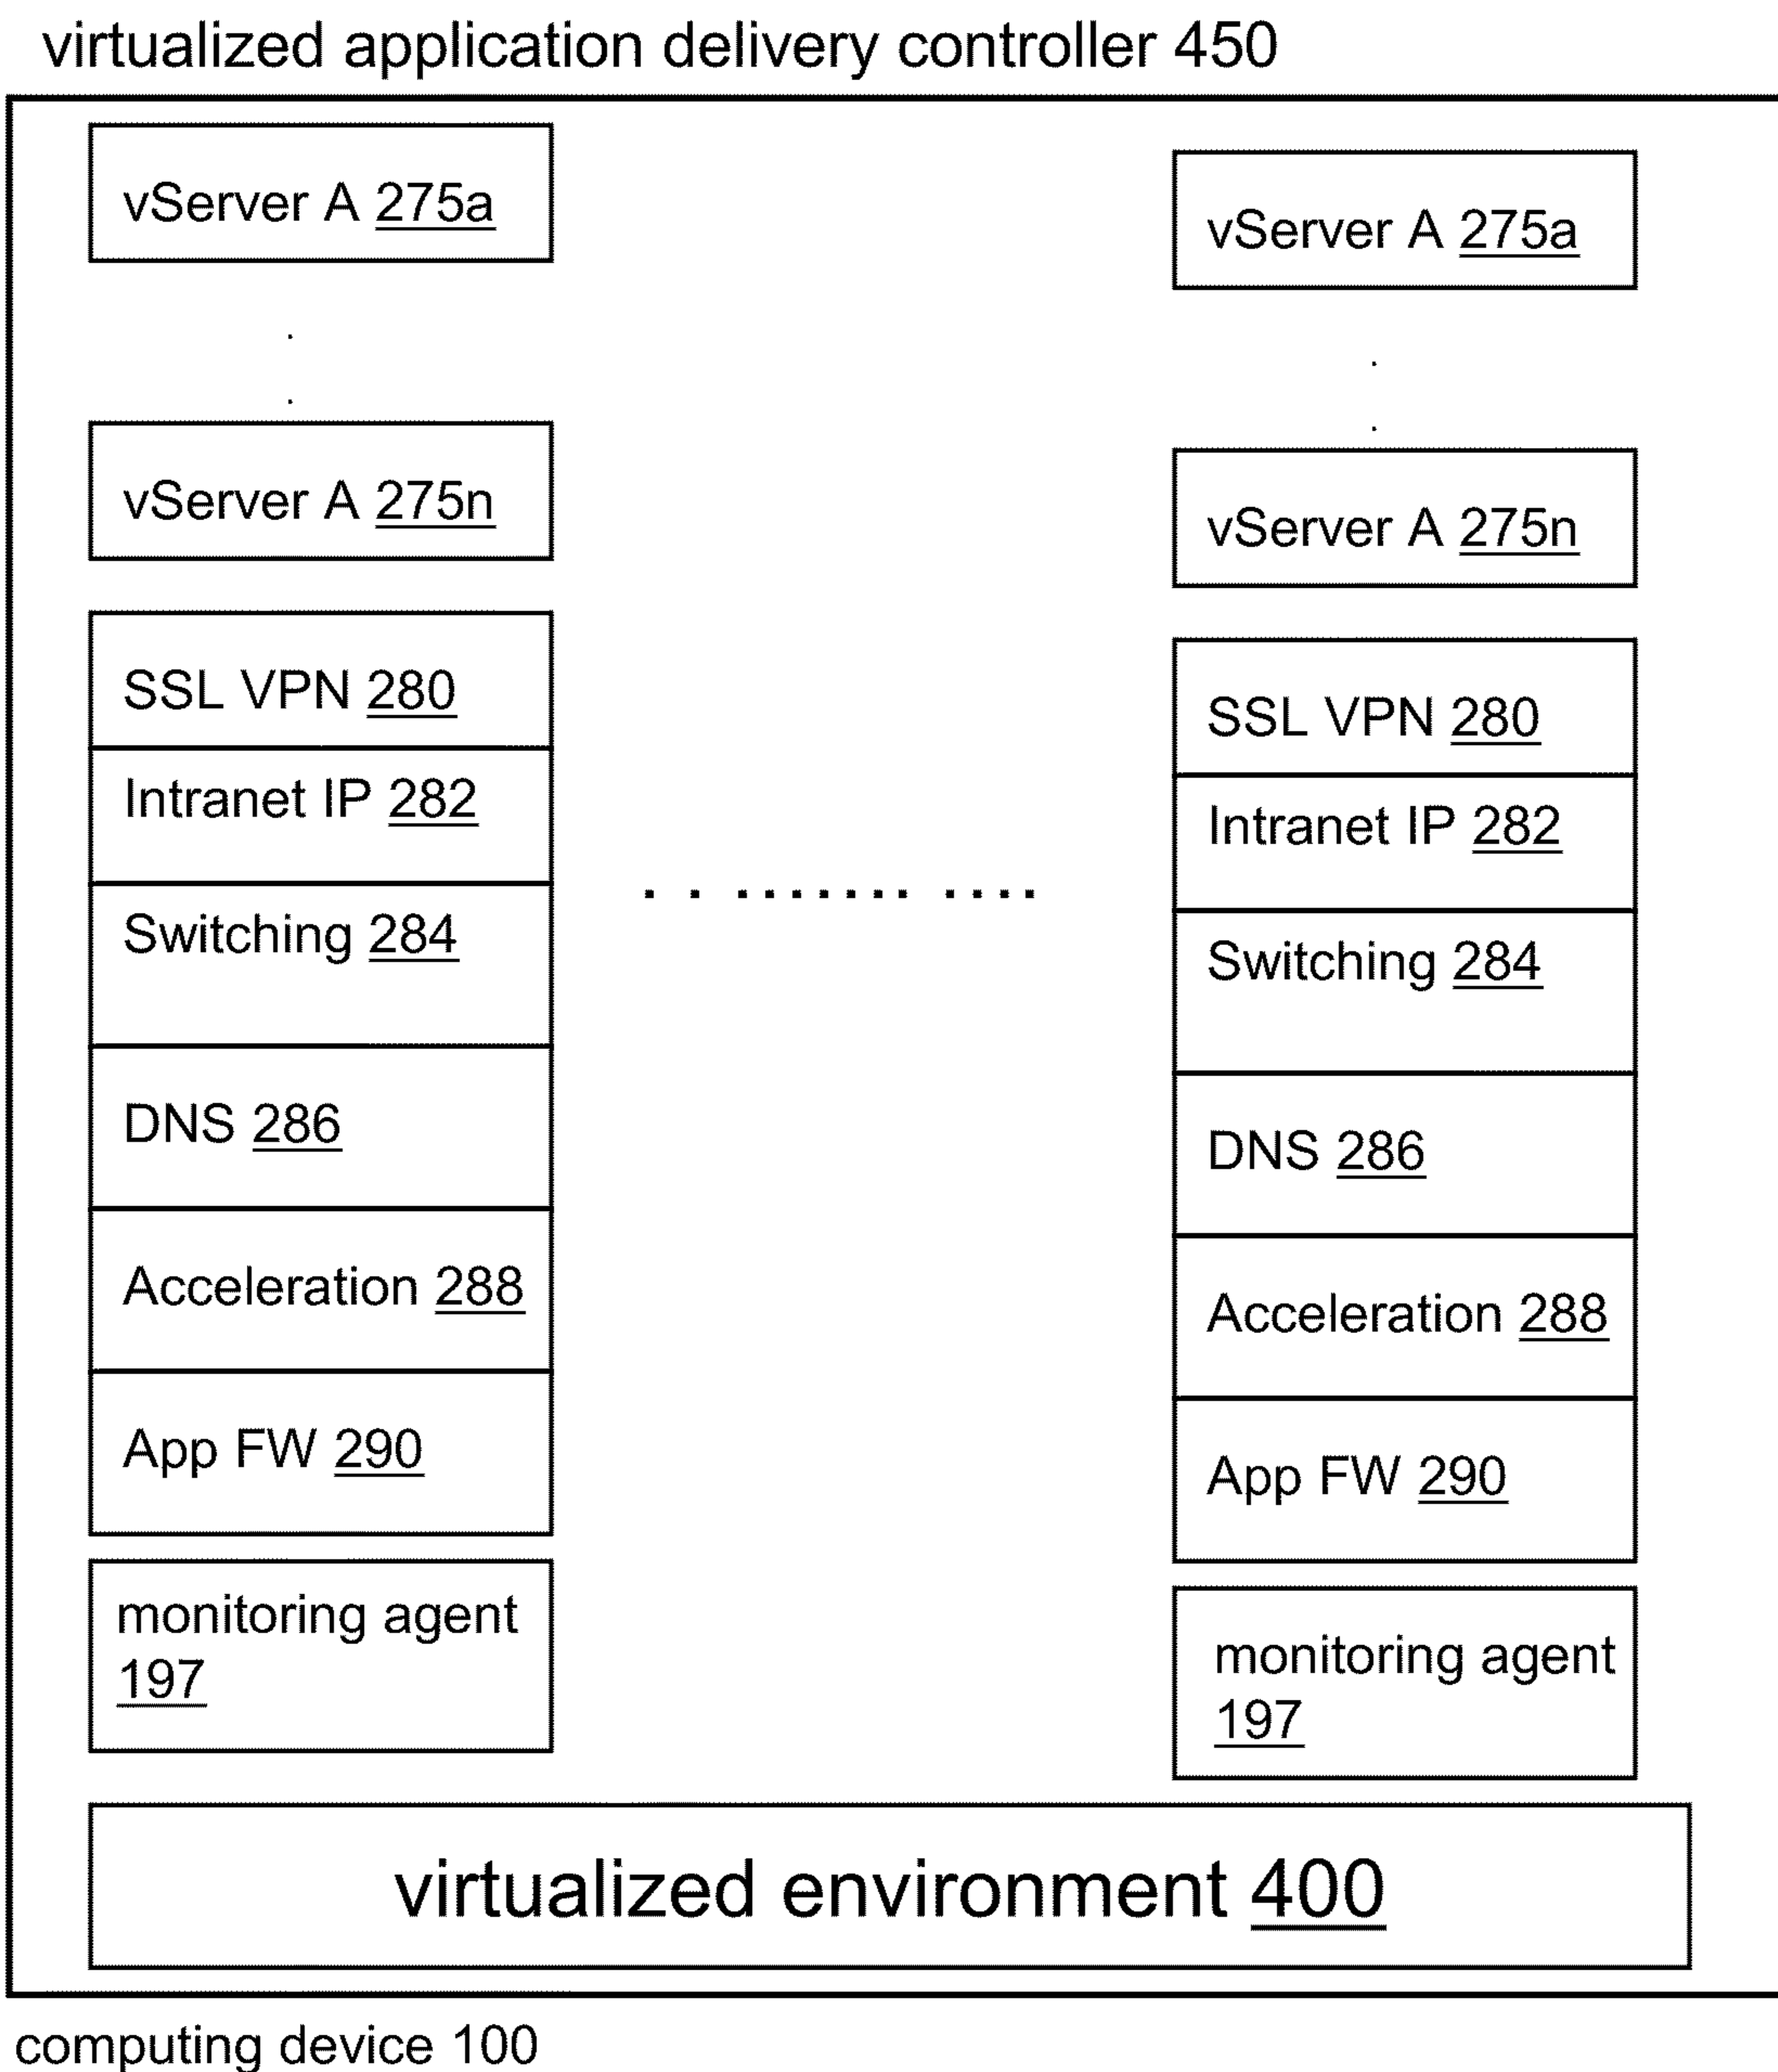 virtualized application delivery controller 450
vServer A 275a
vServer A 275n
SSL VPN 280
Intranet IP 282
Switching 284
DNS 286
Acceleration 288
App FW 290
monitoring agent
197
vServer A 275a
vServer A 275n
SSL VPN 280
Intranet IP 282
Switching 284
DNS 286
Acceleration 288
App FW 290
monitoring agent
197
virtualized environment 400
computing device 100